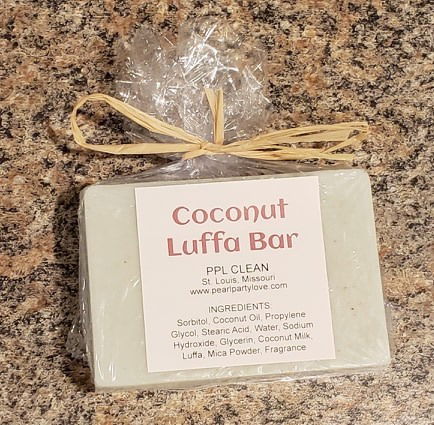 Coconut
Luffa Bar
PPL CLEAN
St. Louis, Missouri
www.pearlpartylove.com
INGREDIENTS:
Sorbitol, Coconut Oil, Propylene
Glycol, Stearic Acid, Water, Sodium
Hydroxide, Glycerin, Coconut Milk,
Luffa, Mica Powder, Fragrance